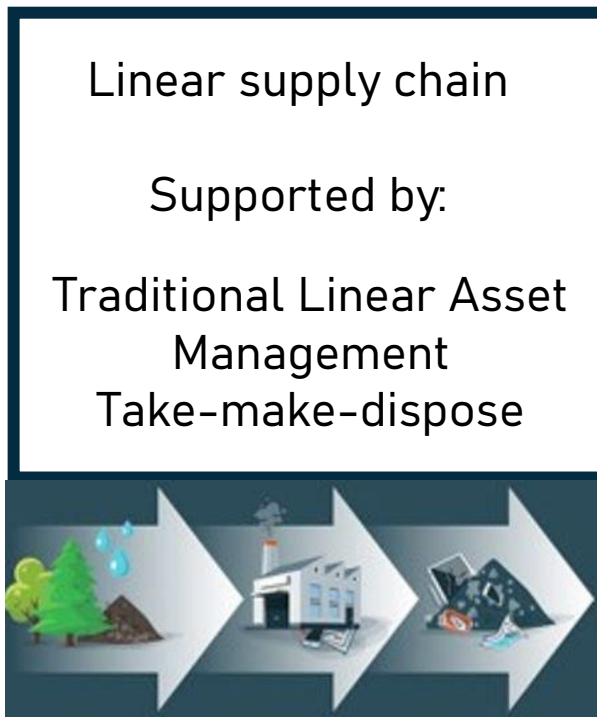 Linear supply chain
Supported by:
Traditional Linear Asset
Management
Take-make-dispose